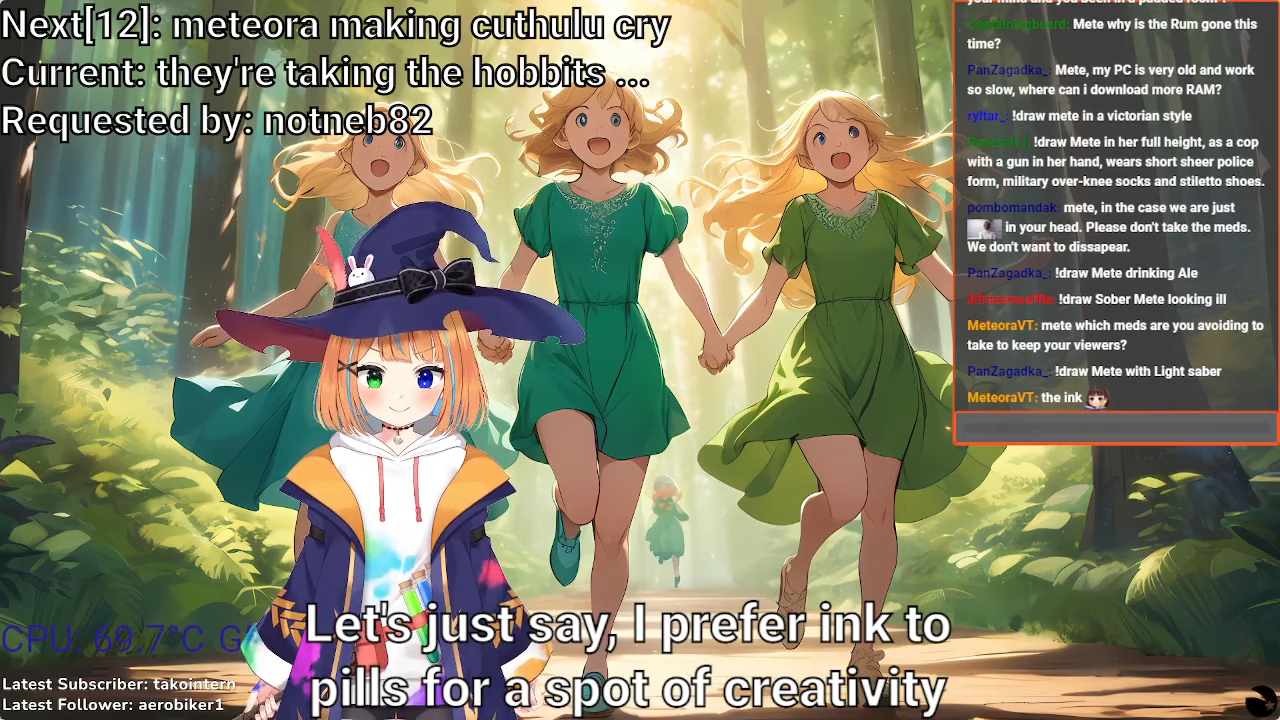 Next[12]: meteora making cuthulu cry
Current: they're taking the hobbits ...
Requested by: notneb82
Mete why is the Rum gone this
time?
PanZagadka_: Mete, my PC is very old and work
so slow, where can i download more RAM?
ryltar_: !draw mete in a victorian style
!draw Mete in her full height, as a cop
with a gun in her hand, wears short sheer police
form, military over-knee socks and stiletto shoes.
pombomandak: mete, in the case we are just
in your head. Please don't take the meds.
We don't want to dissapear.
PanZagadka_: !draw Mete drinking Ale
!draw Sober Mete looking ill
MeteoraVT: mete which meds are you avoiding to
take to keep your viewers?
PanZagadka_: !draw Mete with Light saber
MeteoraVT: the ink
Let's just say, I prefer ink to
pills for a spot of creativity
CPU: 69.7°C
Latest Subscriber: takointern
Latest Follower: aerobiker1